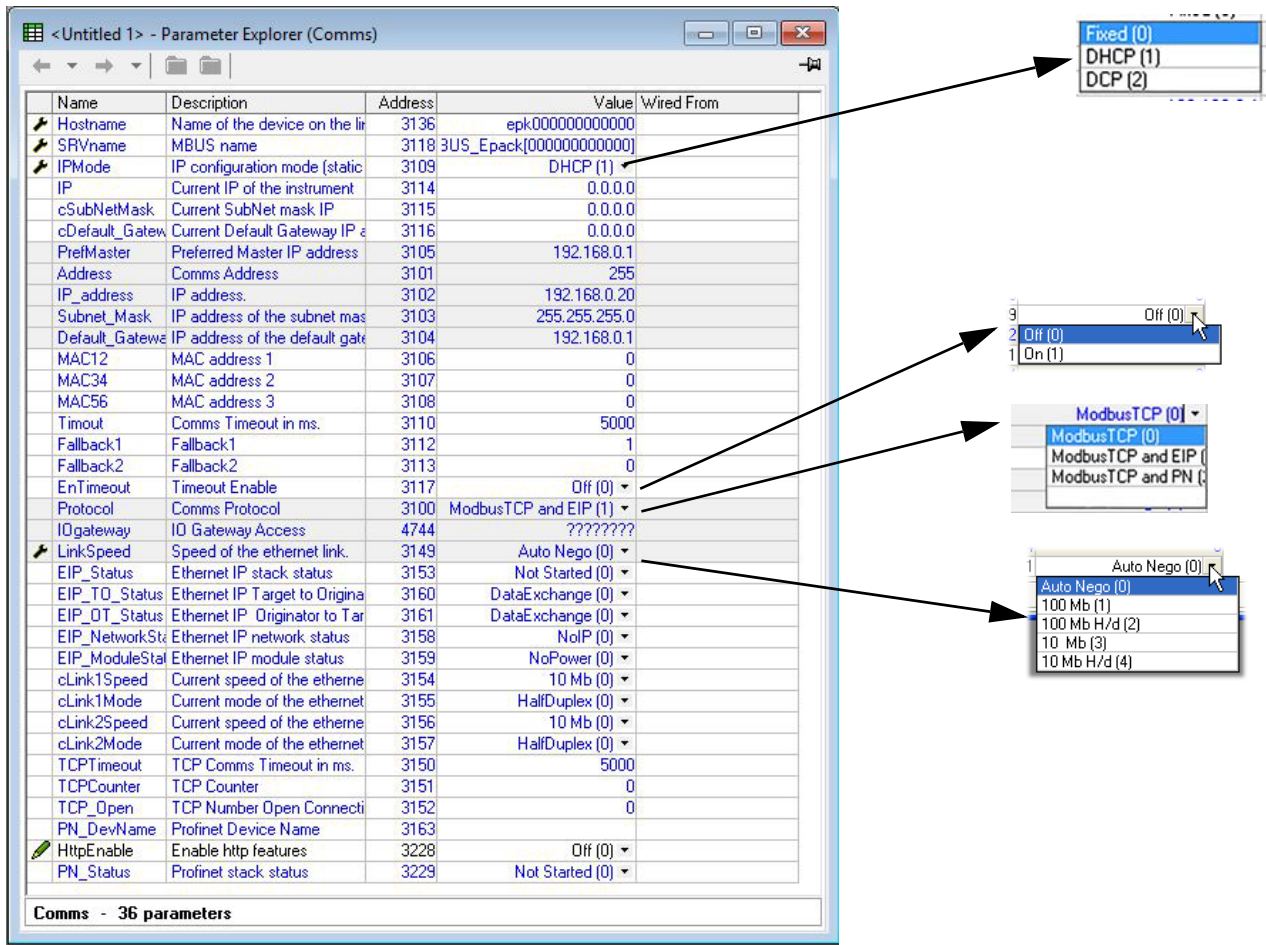 <Untitled 1> - Parameter Explorer (Comms)
Name Description Address Value Wired From
Hostname Name of the device on the lin 3136 epk000000000000
SRVname MBUS name 3118 BUS_Epack[000000000000]
IPMode IP configuration mode (static 3109 DHCP (1)
IP Current IP of the instrument 3114 0.0.0.0
cSubNetMask Current SubNet mask IP 3115 0.0.0.0
cDefault_Gatew Current Default Gateway IP a 3116 0.0.0.0
PrefMaster Preferred Master IP address 3105 192.168.0.1
Address Comms Address 3101 255
IP_address IP address. 3102 192.168.0.20
Subnet_Mask IP address of the subnet mas 3103 255.255.255.0
Default_Gatewa IP address of the default gate 3104 192.168.0.1
MAC12 MAC address 1 3106 0
MAC34 MAC address 2 3107 0
MAC56 MAC address 3 3108 0
Timout Comms Timeout in ms. 3110 5000
Fallback1 Fallback1 3112 1
Fallback2 Fallback2 3113 0
EnTimeout Timeout Enable 3117 Off (0)
Protocol Comms Protocol 3100 ModbusTCP and EIP (1)
IOgateway IO Gateway Access 4744 ????????
LinkSpeed Speed of the ethernet link. 3149 Auto Nego (0)
EIP_Status Ethernet IP stack status 3153 Not Started (0)
EIP_TO_Status Ethernet IP Target to Origina 3160 DataExchange (0)
EIP_OT_Status Ethernet IP Originator to Tar 3161 DataExchange (0)
EIP_NetworkSta Ethernet IP network status 3158 NoIP (0)
EIP_ModuleStat Ethernet IP module status 3159 NoPower (0)
cLink1Speed Current speed of the etherne 3154 10 Mb (0)
cLink1Mode Current mode of the ethernet 3155 HalfDuplex (0)
cLink2Speed Current speed of the etherne 3156 10 Mb (0)
cLink2Mode Current mode of the ethernet 3157 HalfDuplex (0)
TCPTimeout TCP Comms Timeout in ms. 3150 5000
TCPCounter TCP Counter 3151 0
TCP_Open TCP Number Open Connecti 3152 0
PN_DevName Profinet Device Name 3163
HttpEnable Enable http features 3228 Off (0)
PN_Status Profinet stack status 3229 Not Started (0)
Comms - 36 parameters
Fixed (0)
DHCP (1)
DCP (2)
9 Off (0)
2 Off (0)
1 On (1)
ModbusTCP (0)
ModbusTCP (0)
ModbusTCP and EIP (
ModbusTCP and PN (
1 Auto Nego (0)
Auto Nego (0)
100 Mb (1)
100 Mb H/d (2)
10 Mb (3)
10 Mb H/d (4)